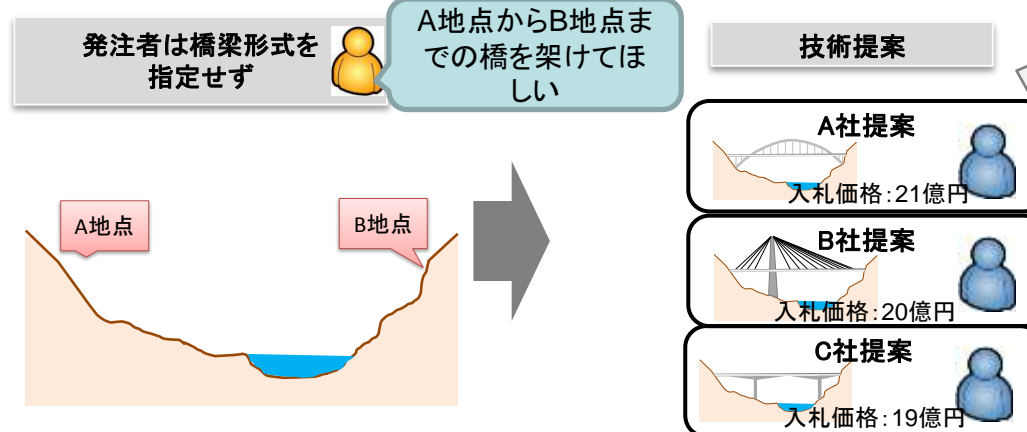 発注者は橋梁形式を
指定せず
A地点からB地点ま
での橋を架けてほ
しい
技術提案
A地点
B地点
A社提案
入札価格：21億円
B社提案
入札価格：20億円
C社提案
入札価格：19億円